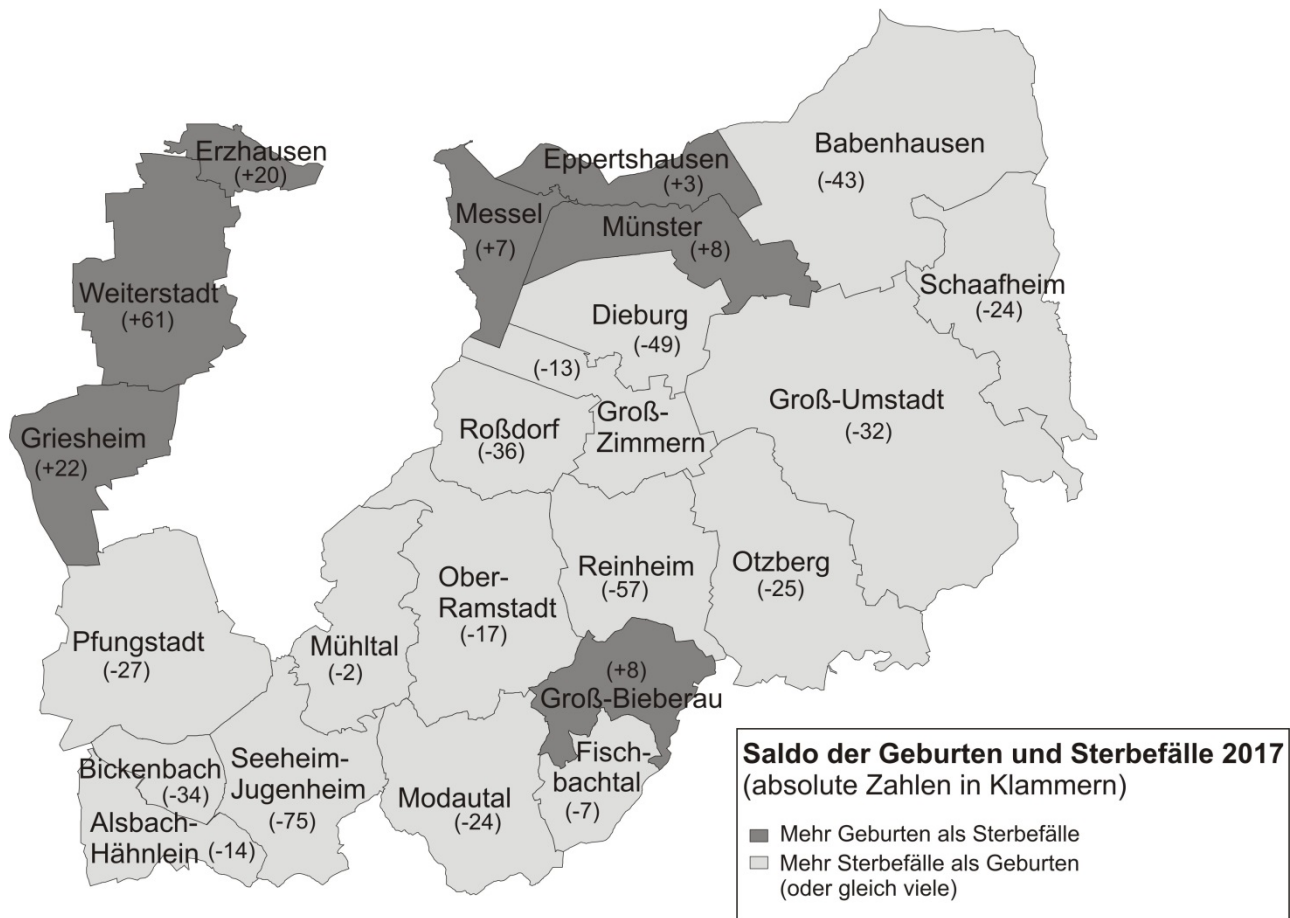 Erzhausen
(+20)
Eppertshausen
(+3)
Babenhausen
(-43)
Messel
(+7)
Münster
(+8)
Weiterstadt
(+61)
Schaafheim
(-24)
Dieburg
(-49)
(-13)
Groß-
Zimmern
Groß-Umstadt
(-32)
Griesheim
(+22)
Roßdorf
(-36)
Ober-
Ramstadt
(-17)
Reinheim
(-57)
Otzberg
(-25)
Pfungstadt
(-27)
Mühltal
(-2)
(+8)
Groß-Bieberau
Bickenbach
(-34)
Seeheim-
Jugenheim
(-75)
Modautal
(-24)
Fisch-
bachtal
(-7)
Alsbach-
Hähnlein (-14)
Saldo der Geburten und Sterbefälle 2017
(absolute Zahlen in Klammern)
Mehr Geburten als Sterbefälle
Mehr Sterbefälle als Geburten
(oder gleich viele)